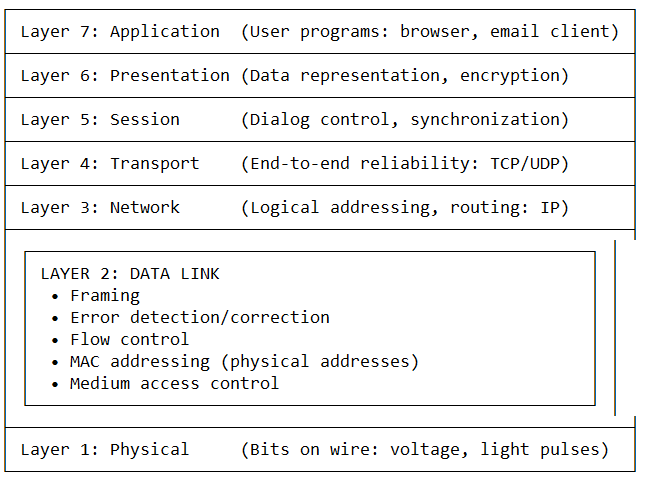 Layer 7: Application (User programs: browser, email client)
Layer 6: Presentation (Data representation, encryption)
Layer 5: Session (Dialog control, synchronization)
Layer 4: Transport (End-to-end reliability: TCP/UDP)
Layer 3: Network (Logical addressing, routing: IP)
LAYER 2: DATA LINK
• Framing
• Error detection/correction
• Flow control
• MAC addressing (physical addresses)
• Medium access control
Layer 1: Physical (Bits on wire: voltage, light pulses)